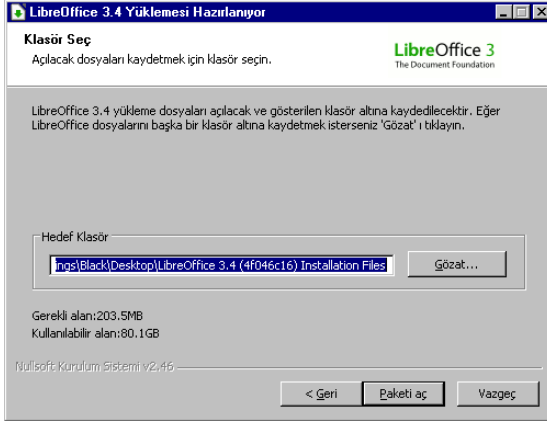 LibreOffice 3.4 Yüklemesi Hazırlanıyor
Klasör Seç
Açılacak dosyaları kaydetmek için klasör seçin.
LibreOffice 3
The Document Foundation
LibreOffice 3.4 yükleme dosyaları açılacak ve gösterilen klasör altına kaydedilecektir. Eğer
LibreOffice dosyalarını başka bir klasör altına kaydetmek isterseniz 'Gözat' ı tıklayın.
Hedef Klasör
ings\Black\Desktop\LibreOffice 3.4 (4f046c16) Installation Files
Gözat...
Gerekli alan:203.5MB
Kullanılabilir alan:80.1GB
Nullsoft Kurulum Sistemi v2.46
< Geri
Paketi aç
Vazgeç